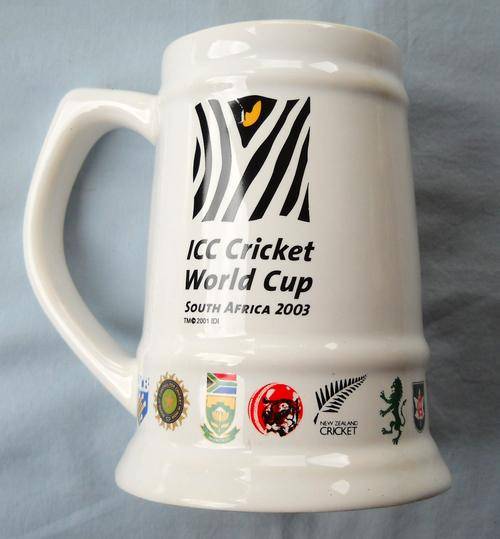 ICC Cricket
World Cup
SOUTH AFRICA 2003
TM© 2001 IDI
NEW ZEALAND
CRICKET